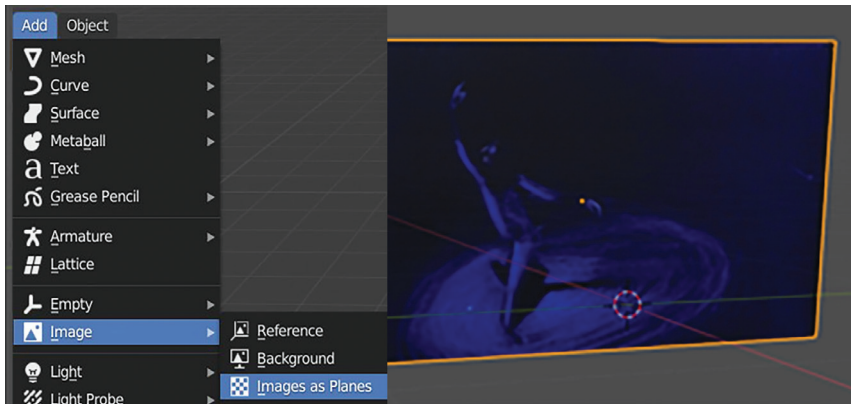 Add Object
Mesh
Curve
Surface
Metaball
Text
Grease Pencil
Armature
Lattice
Empty
Image
Light
Light Probe
Reference
Background
Images as Planes